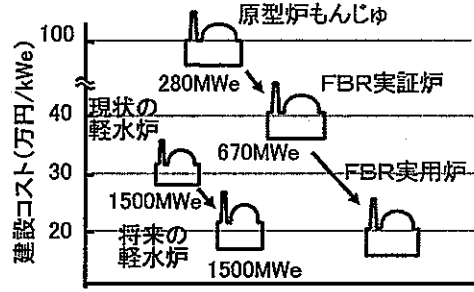 原型炉もんじゅ
100
280MWe
FBR実証炉
現状の
軽水炉
40
670MWe
30
FBR実用炉
1500MWe
20
将来の
軽水炉
1500MWe
建設コスト(万円/kWe)